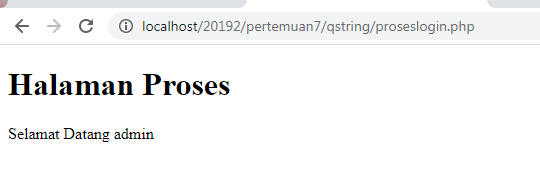 localhost/20192/pertemuan7/qstring/proseslogin.php
Halaman Proses
Selamat Datang admin